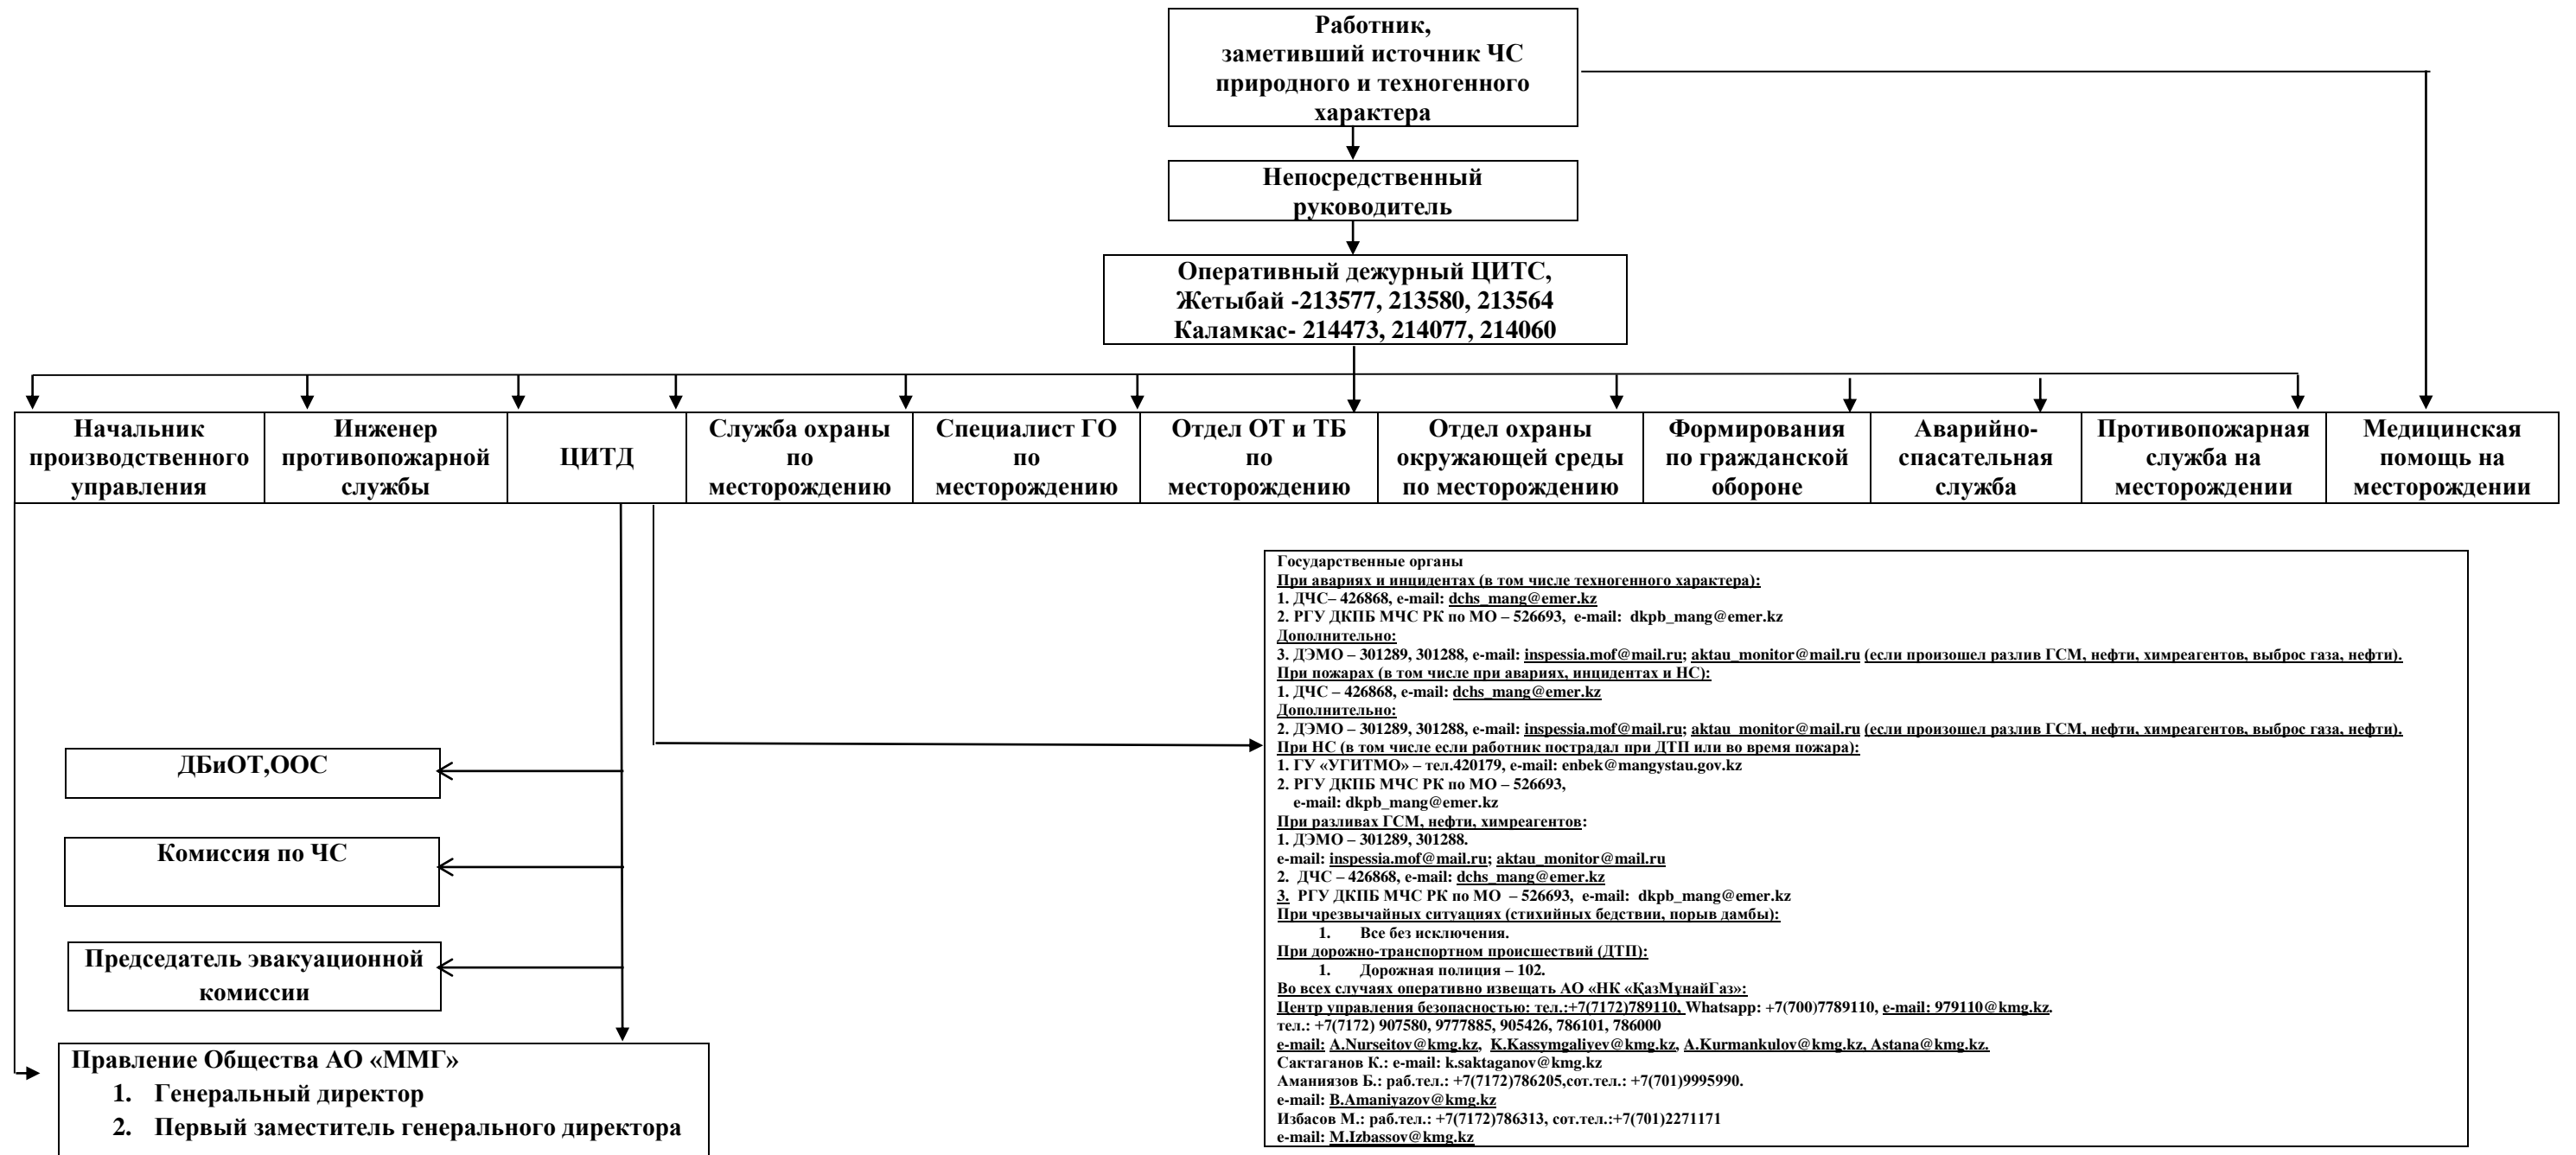 Работник,
заметивший источник ЧС
природного и техногенного
характера
Непосредственный
руководитель
Оперативный дежурный ЦИТС,
Жетыбай -213577, 213580, 213564
Каламкас- 214473, 214077, 214060
Начальник
производственного
управления
Инженер
противопожарной
службы
ЦИТД
Служба охраны
по
месторождению
Специалист ГО
по
месторождению
Отдел ОТ и ТБ
по
месторождению
Отдел охраны
окружающей среды
по месторождению
Формирования
по гражданской
обороне
Аварийно-
спасательная
служба
Противопожарная
служба на
месторождении
Медицинская
помощь на
месторождении
Государственные органы
При авариях и инцидентах (в том числе техногенного характера):
1. ДЧС– 426868, e-mail: dchs_mang@emer.kz
2. РГУ ДКПБ МЧС РК по МО – 526693, e-mail: dkpb_mang@emer.kz
Дополнительно:
3. ДЭМО – 301289, 301288, e-mail: inspessia.mof@mail.ru; aktau_monitor@mail.ru (если произошел разлив ГСМ, нефти, химреагентов, выброс газа, нефти).
При пожарах (в том числе при авариях, инцидентах и НС):
1. ДЧС – 426868, e-mail: dchs_mang@emer.kz
Дополнительно:
2. ДЭМО – 301289, 301288, e-mail: inspessia.mof@mail.ru; aktau_monitor@mail.ru (если произошел разлив ГСМ, нефти, химреагентов, выброс газа, нефти).
При НС (в том числе если работник пострадал при ДТП или во время пожара):
1. ГУ «УГИТМО» – тел.420179, e-mail: enbek@mangystau.gov.kz
2. РГУ ДКПБ МЧС РК по МО – 526693,
e-mail: dkpb_mang@emer.kz
При разливах ГСМ, нефти, химреагентов:
1. ДЭМО – 301289, 301288.
e-mail: inspessia.mof@mail.ru; aktau_monitor@mail.ru
2. ДЧС – 426868, e-mail: dchs_mang@emer.kz
3. РГУ ДКПБ МЧС РК по МО – 526693, e-mail: dkpb_mang@emer.kz
При чрезвычайных ситуациях (стихийных бедствии, порыв дамбы):
1. Все без исключения.
При дорожно-транспортном происшествий (ДТП):
1. Дорожная полиция – 102.
Во всех случаях оперативно извещать АО «НК «ҚазМұнайГаз»:
Центр управления безопасностью: тел.:+7(7172)789110, Whatsapp: +7(700)7789110, e-mail: 979110@kmg.kz.
тел.: +7(7172) 907580, 9777885, 905426, 786101, 786000
e-mail: A.Nurseitov@kmg.kz, K.Kassymgaliyev@kmg.kz, A.Kurmankulov@kmg.kz, Astana@kmg.kz.
Сактаганов К.: e-mail: k.saktaganov@kmg.kz
Аманиязов Б.: раб.тел.: +7(7172)786205,сот.тел.: +7(701)9995990.
e-mail: B.Amaniyazov@kmg.kz
Избасов М.: раб.тел.: +7(7172)786313, сот.тел.:+7(701)2271171
e-mail: M.Izbassov@kmg.kz
ДБиОТ,ООС
Комиссия по ЧС
Председатель эвакуационной
комиссии
Правление Общества АО «ММГ»
1. Генеральный директор
2. Первый заместитель генерального директора